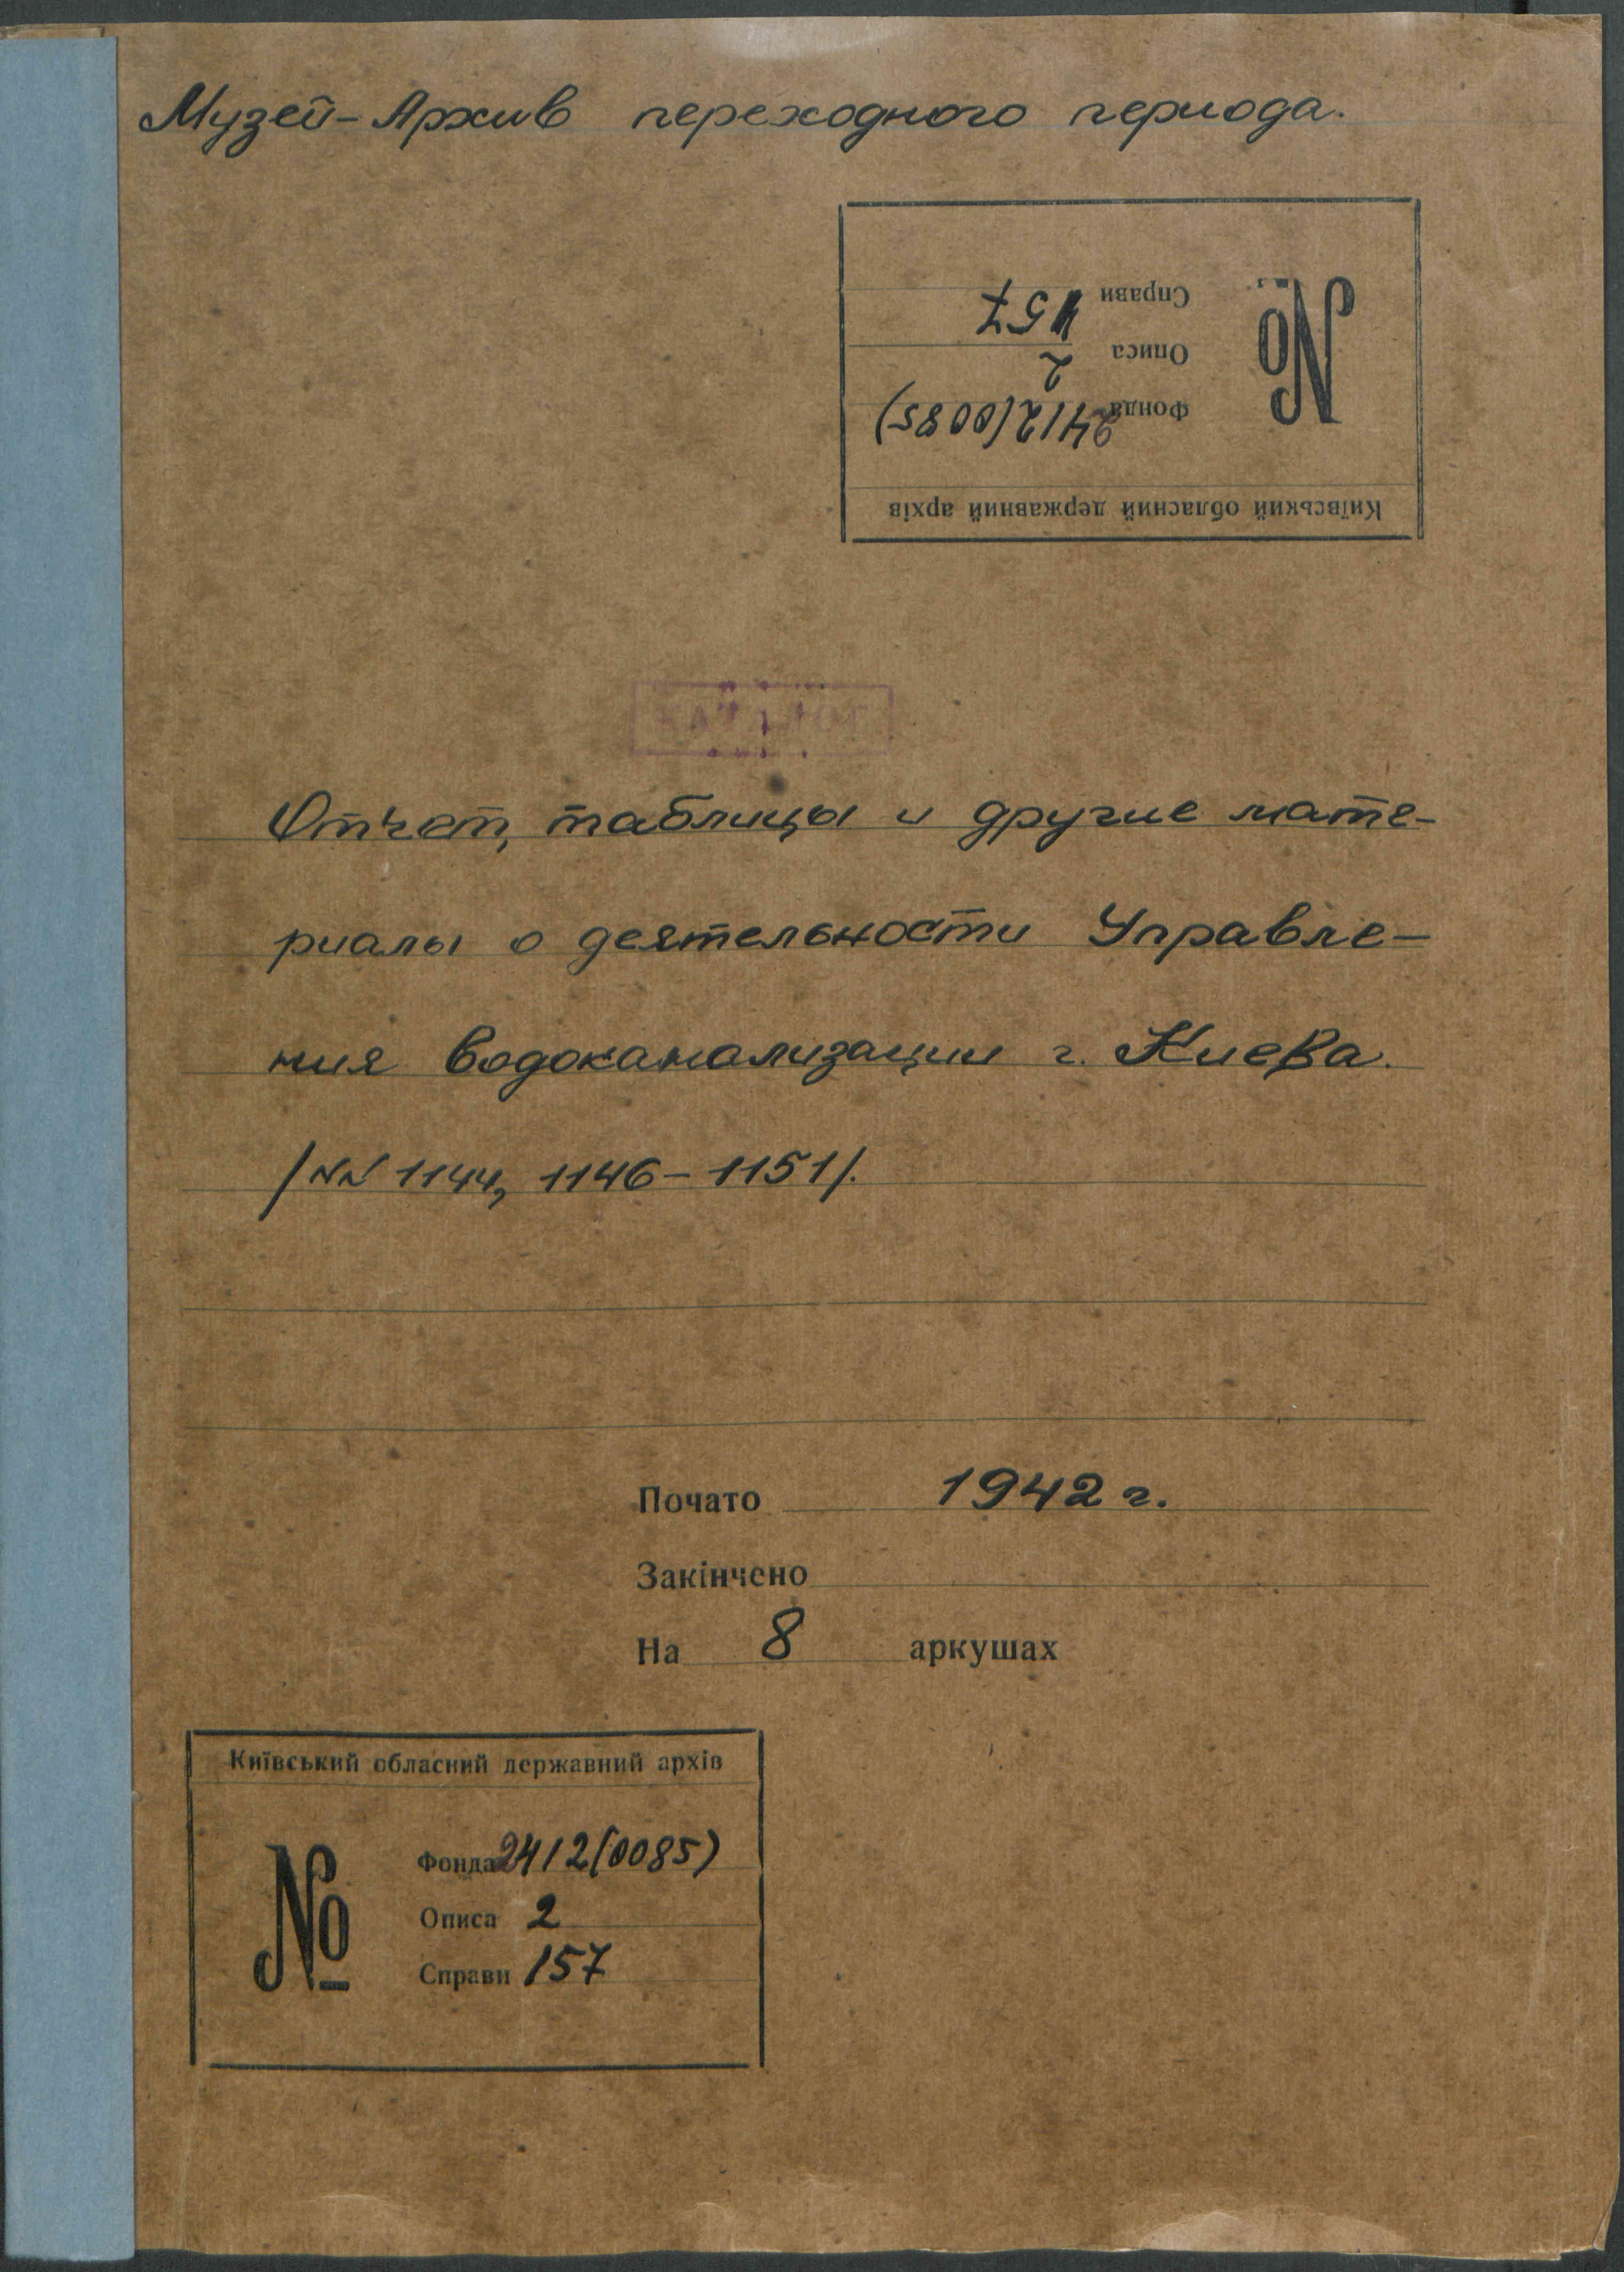 Музей-Архив переходного периода.
Київський обласний державний архів
№
Фонда 2412(0085)
Описа 2
Справи 157
КАТАЛОГ
Отчет, таблицы и другие мате-
риалы о деятельности Управле-
ния водоканализации г. Киева.
/NN 1144, 1146-1151/.
Почато 1942 г.
Закінчено
На 8 аркушах
Київський обласний державний архів
№
Фонда 2412(0085)
Описа 2
Справи 157